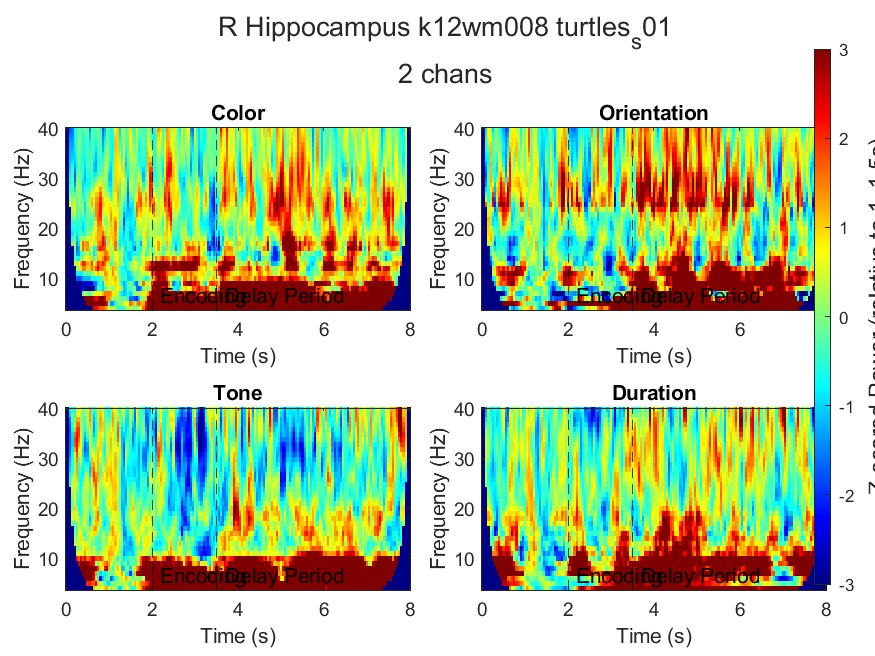 R Hippocampus k12wm008 turtles_s01
2 chans
Color
Orientation
40
30
20
10
Frequency (Hz)
Encoding
Delay Period
0 2 4 6 8
Time (s)
40
30
20
10
Frequency (Hz)
Encoding
Delay Period
0 2 4 6
Time (s)
Tone
Duration
40
30
20
10
Frequency (Hz)
Encoding
Delay Period
0 2 4 6 8
Time (s)
40
30
20
10
Frequency (Hz)
Encoding
Delay Period
0 2 4 6 8
Time (s)
3
2
1
0
-1
-2
-3